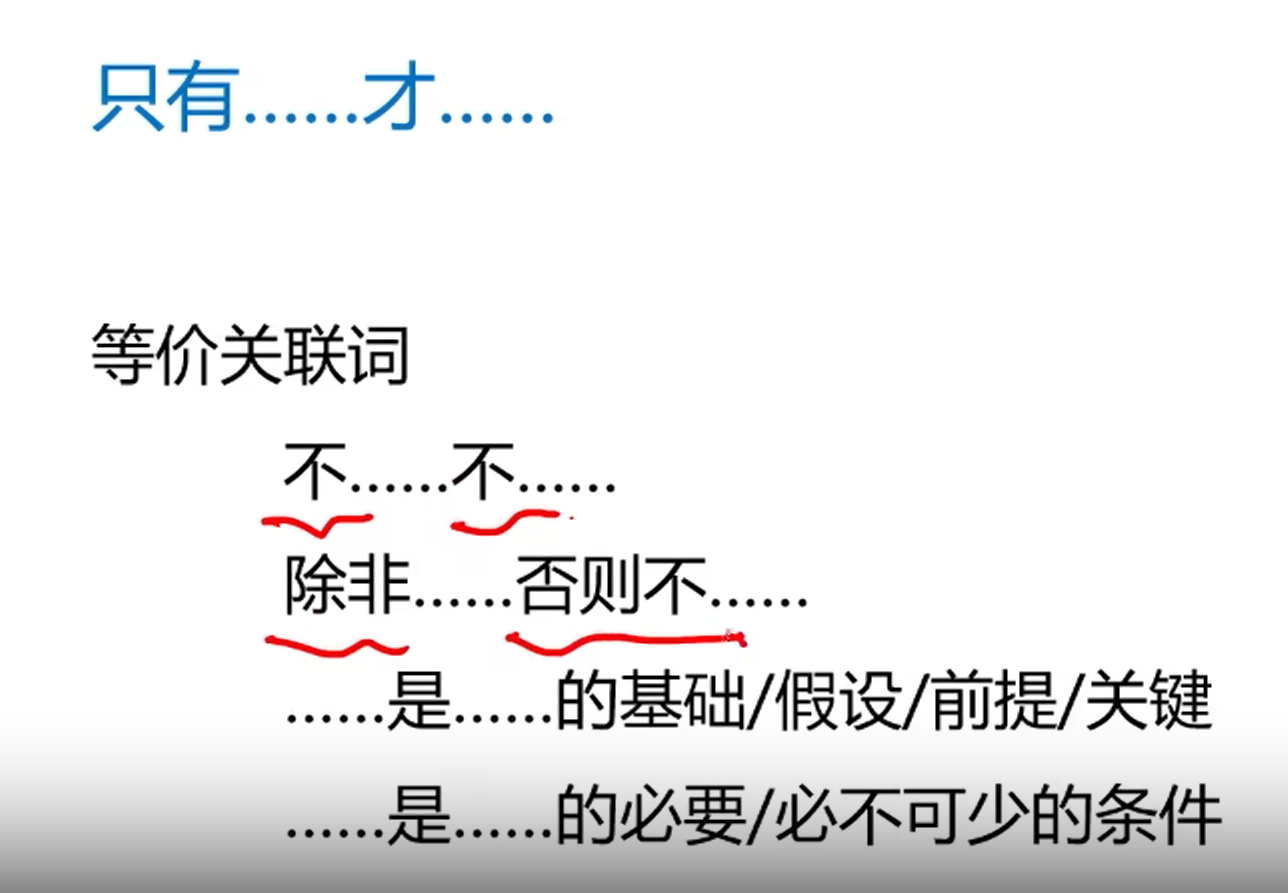 只有……才……
等价关联词
不……不……
除非……否则不……
……是……的基础/假设/前提/关键
……是……的必要/必不可少的条件